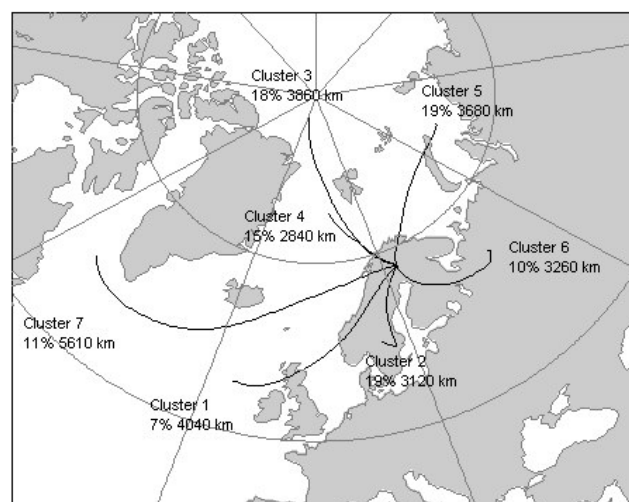 Cluster 3
18% 3860 km
Cluster 5
19% 3680 km
Cluster 4
15% 2840 km
Cluster 6
10% 3260 km
Cluster 7
11% 5610 km
Cluster 2
19% 3120 km
Cluster 1
7% 4040 km